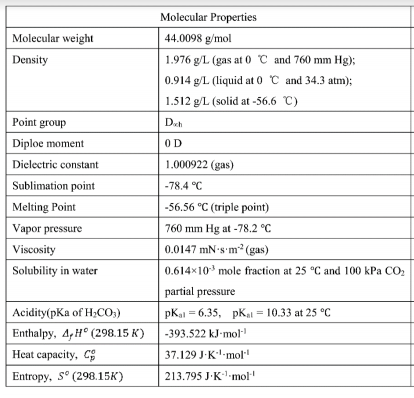 Molecular Properties
Molecular weight 44.0098 g/mol
Density 1.976 g/L (gas at 0 ℃ and 760 mm Hg);
0.914 g/L (liquid at 0 ℃ and 34.3 atm);
1.512 g/L (solid at -56.6 ℃)
Point group D∞h
Diploe moment 0 D
Dielectric constant 1.000922 (gas)
Sublimation point -78.4 °C
Melting Point -56.56 °C (triple point)
Vapor pressure 760 mm Hg at -78.2 °C
Viscosity 0.0147 mN·s·m⁻² (gas)
Solubility in water 0.614×10⁻³ mole fraction at 25 °C and 100 kPa CO₂
partial pressure
Acidity(pKa of H₂CO₃) pKₐ₁ = 6.35, pKₐ₁ = 10.33 at 25 °C
Enthalpy, ΔfH° (298.15 K) -393.522 kJ·mol⁻¹
Heat capacity, C°p 37.129 J·K⁻¹·mol⁻¹
Entropy, S° (298.15K) 213.795 J·K⁻¹·mol⁻¹